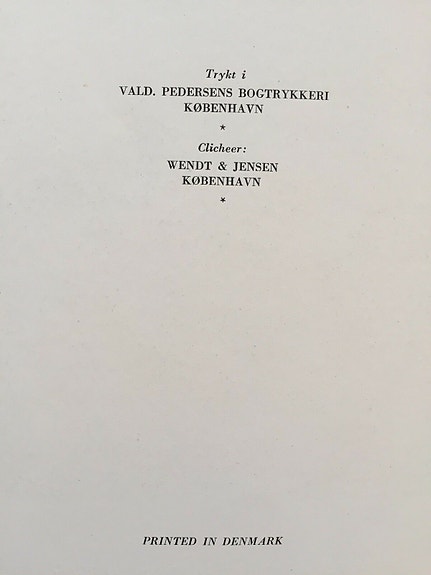 Trykt i
VALD. PEDERSENS BOGTRYKKERI
KØBENHAVN
*
Clicheer:
WENDT & JENSEN
KØBENHAVN
*
PRINTED IN DENMARK